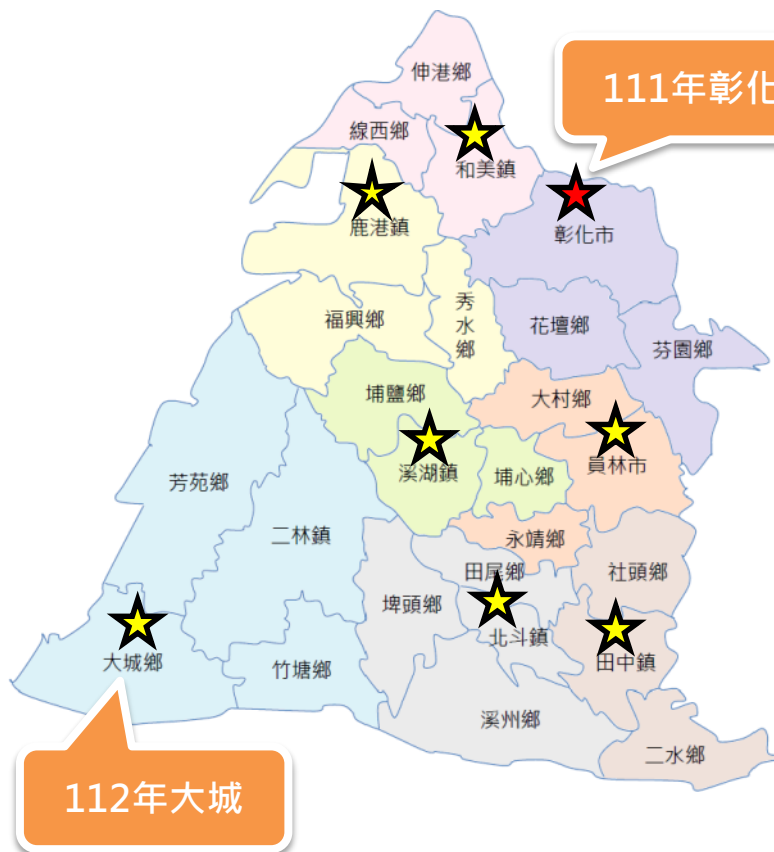 伸港鄉
111年彰化
線西鄉
和美鎮
鹿港鎮
彰化市
秀水鄉
福興鄉
花壇鄉
芬園鄉
埔鹽鄉
大村鄉
溪湖鎮
埔心鄉
員林市
芳苑鄉
二林鎮
永靖鄉
田尾鄉
社頭鄉
埤頭鄉
北斗鎮
大城鄉
竹塘鄉
田中鎮
溪州鄉
二水鄉
112年大城